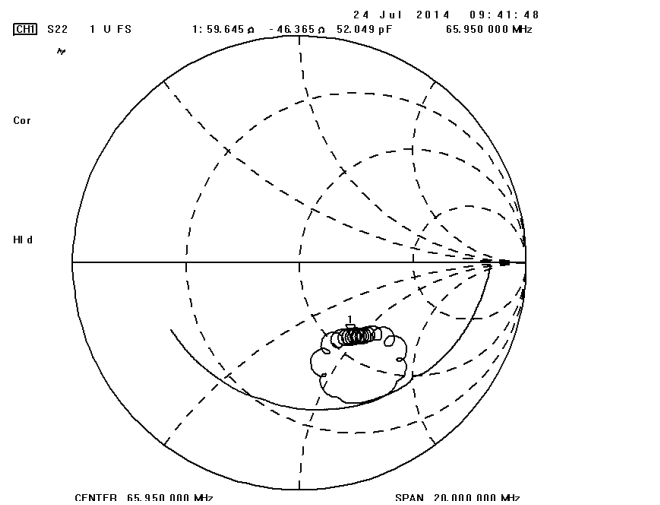 24 Jul 2014 09:41:48
CH1 S22 1 U FS 1: 59.645 Ω -46.365 Ω 52.049 pF 65.950 000 MHz
Cor
Hld
1
CENTER 65.950 000 MHz SPAN 20.000 000 MHz